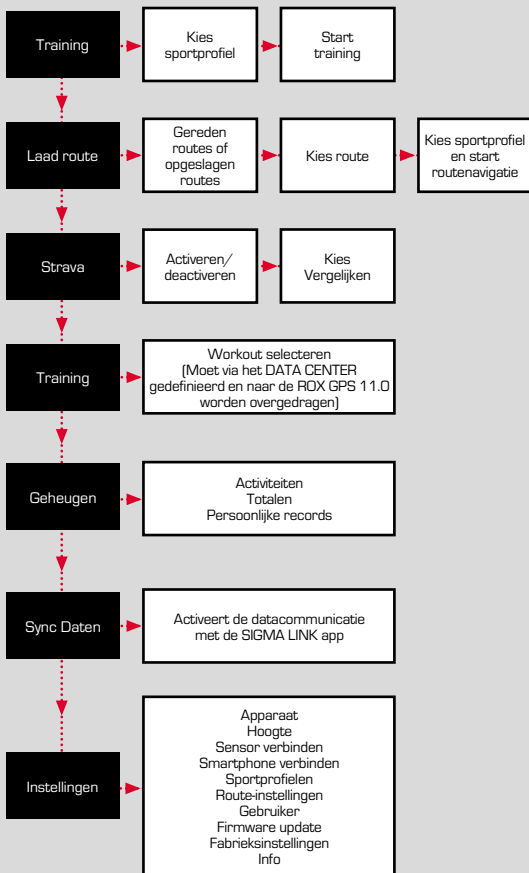 Training
Kies
sportprofiel
Start
training
Laad route
Gereden
routes of
opgeslagen
routes
Kies route
Kies sportprofiel
en start
routenavigatie
Strava
Activeren/
deactiveren
Kies
Vergelijken
Training
Workout selecteren
(Moet via het DATA CENTER
gedefinieerd en naar de ROX GPS 11.0
worden overgedragen)
Geheugen
Activiteiten
Totalen
Persoonlijke records
Sync Daten
Activeert de datacommunicatie
met de SIGMA LINK app
Instellingen
Apparaat
Hoogte
Sensor verbinden
Smartphone verbinden
Sportprofielen
Route-instellingen
Gebruiker
Firmware update
Fabrieksinstellingen
Info